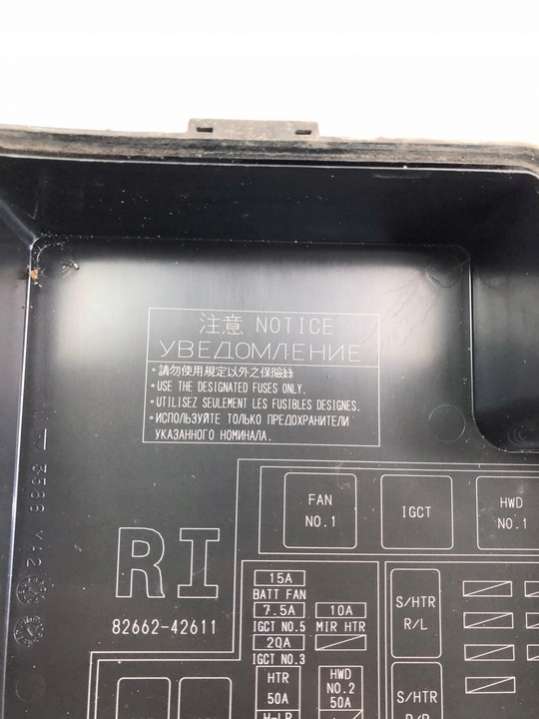 注意 NOTICE
УВЕДОМЛЕНИЕ
・請勿使用規定以外之保險絲
・USE THE DESIGNATED FUSES ONLY.
・UTILISEZ SEULEMENT LES FUSIBLES DESIGNES.
・ИСПОЛЬЗУЙТЕ ТОЛЬКО ПРЕДОХРАНИТЕЛИ
УКАЗАННОГО НОМИНАЛА.
FAN
NO.1
IGCT
HWD
NO.1
RI
82662-42611
15A
BATT FAN
7.5A
IGCT NO.5
20A
IGCT NO.3
10A
MIR HTR
HTR
50A
HWD
NO.2
50A
S/HTR
R/L
S/HTR